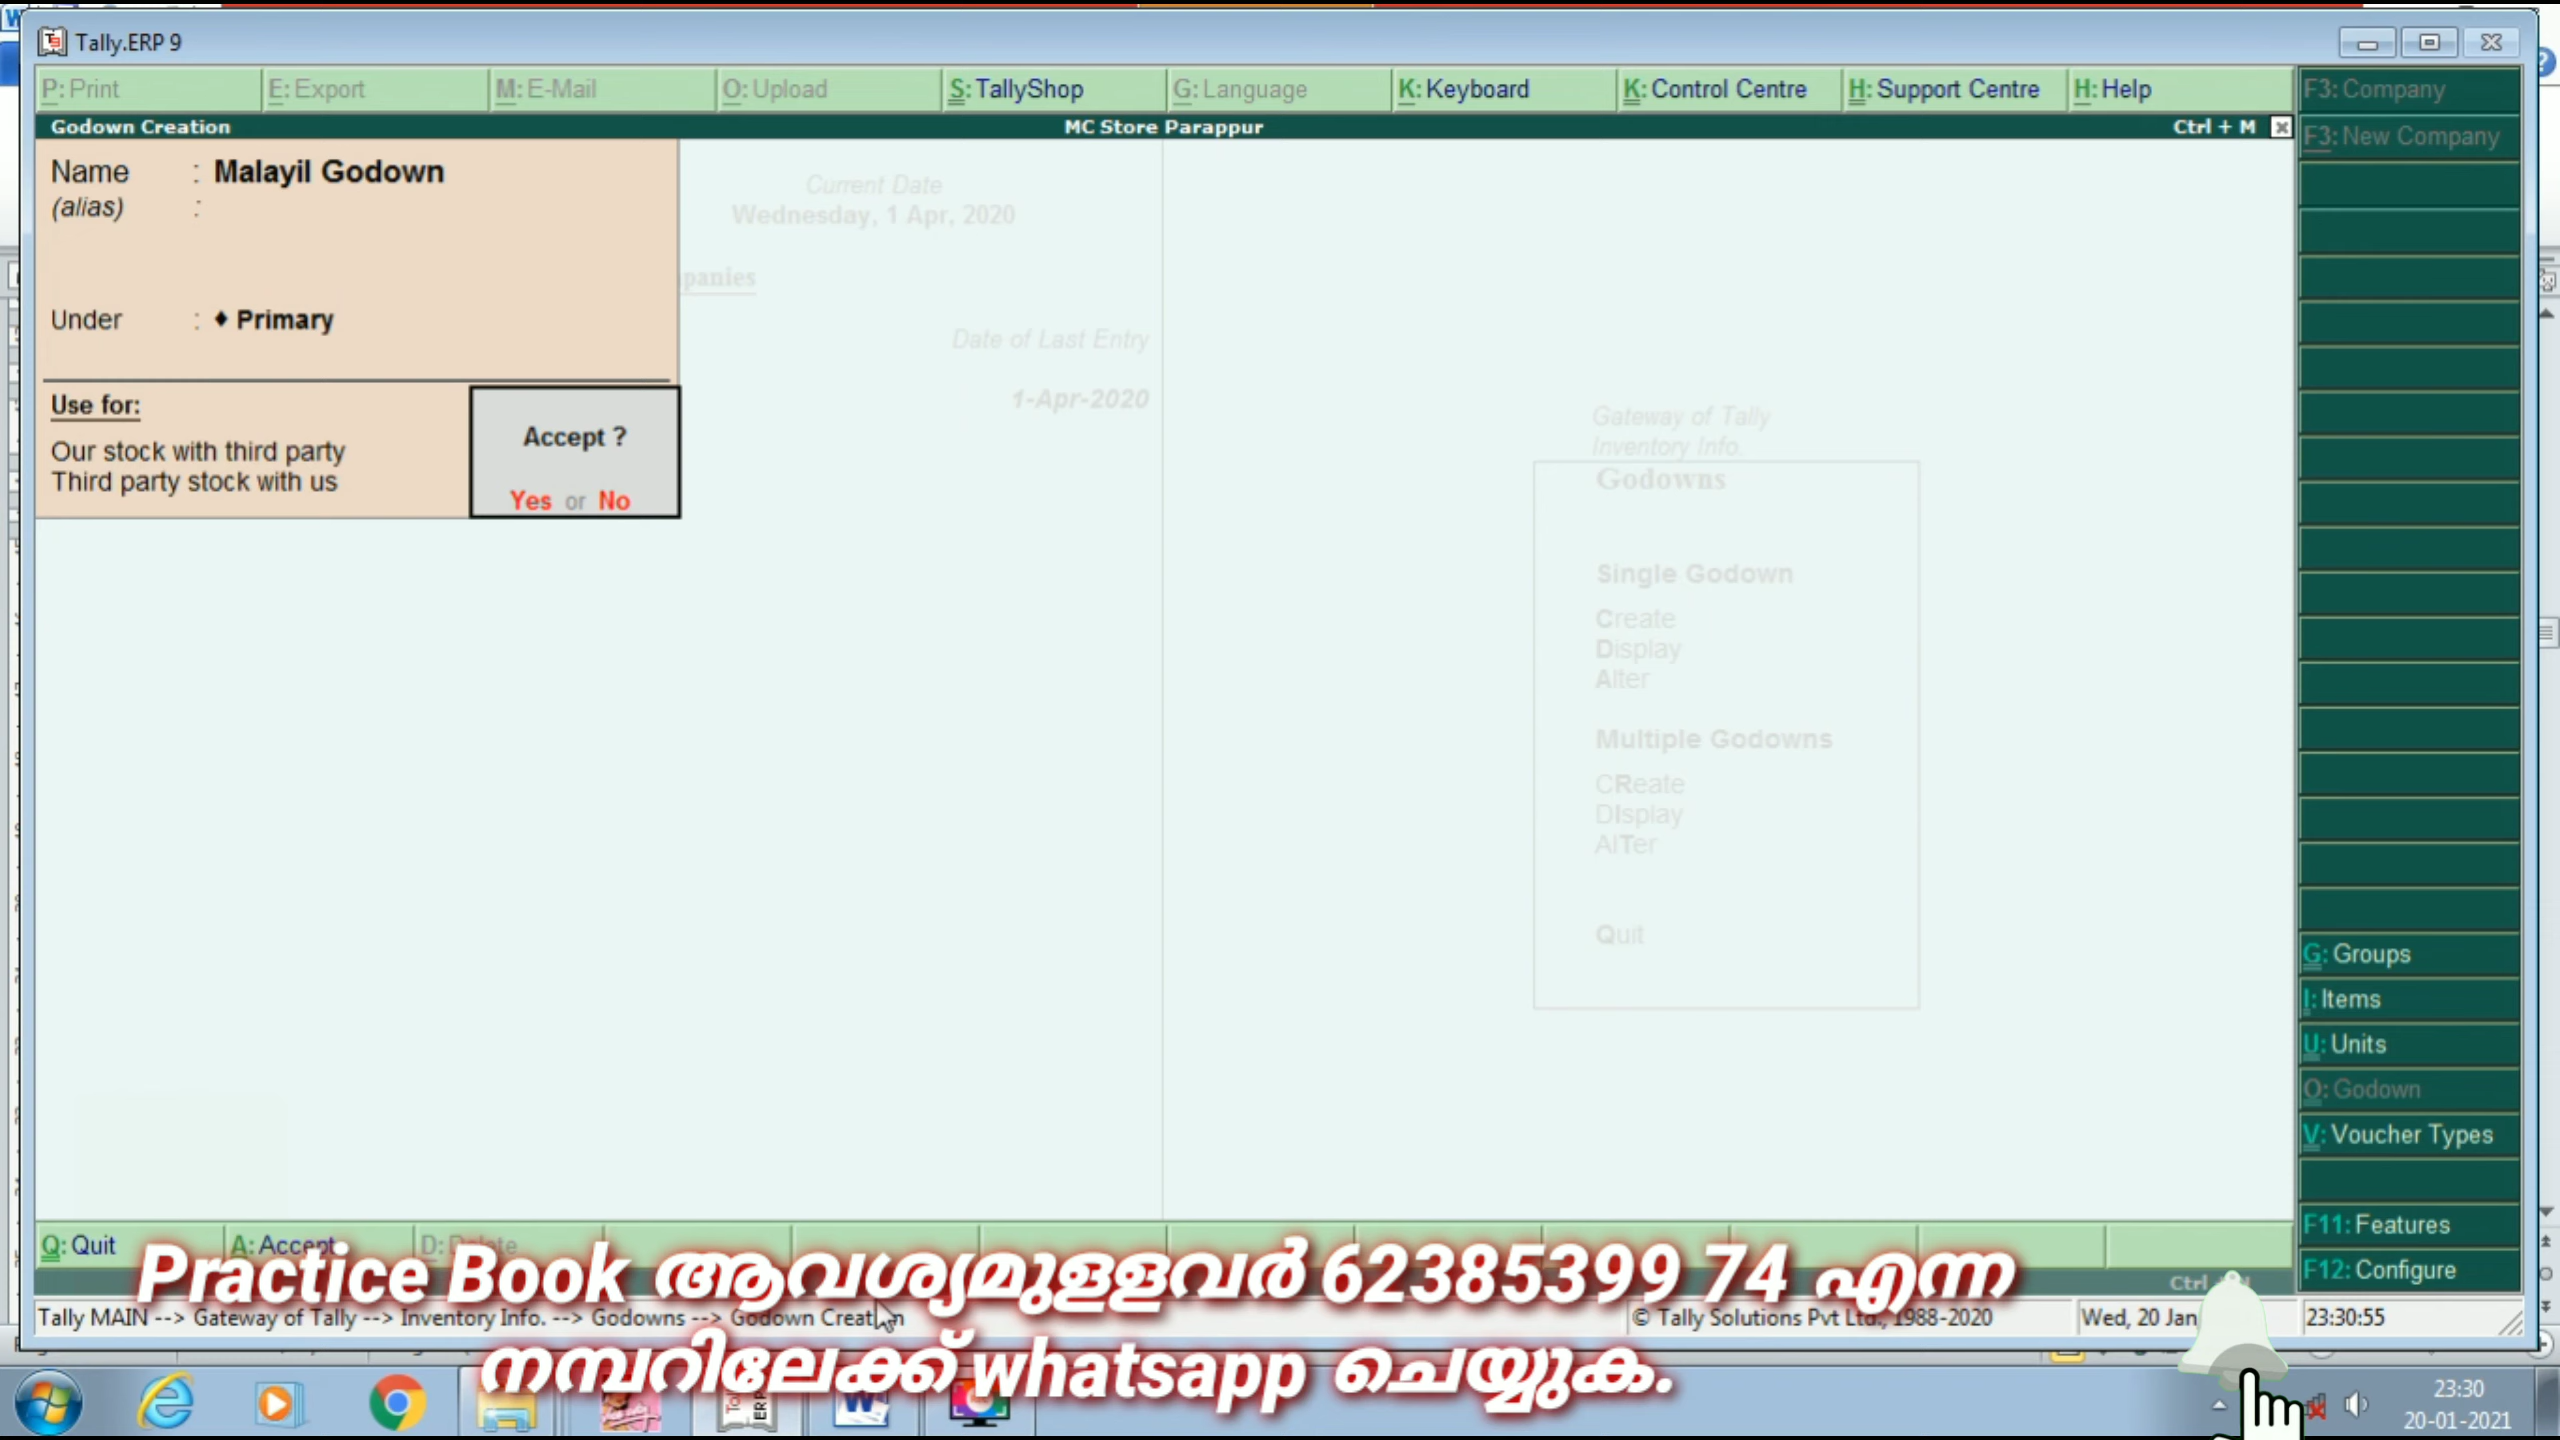 Tally.ERP 9
P: Print E: Export M: E-Mail O: Upload S: TallyShop G: Language K: Keyboard K: Control Centre H: Support Centre H: Help F3: Company
Godown Creation MC Store Parappur Ctrl + M F3: New Company
Name : Malayil Godown
(alias) :
Current Date
Wednesday, 1 Apr, 2020
panies
Under : ♦ Primary
Date of Last Entry
1-Apr-2020
Use for:
Our stock with third party
Third party stock with us
Accept ?
Yes or No
Gateway of Tally
Inventory Info.
Godowns
Single Godown
Create
Display
Alter
Multiple Godowns
CReate
DIsplay
AlTer
Quit
G: Groups
I: Items
U: Units
O: Godown
V: Voucher Types
F11: Features
F12: Configure
Q: Quit A: Accept D: Delete
Practice Book ആവശ്യമുള്ളവർ 62385399 74 എന്ന
നമ്പറിലേക്ക് whatsapp ചെയ്യുക.
Tally MAIN --> Gateway of Tally --> Inventory Info. --> Godowns --> Godown Creation © Tally Solutions Pvt Ltd., 1988-2020 Wed, 20 Jan, 23:30:55
23:30
20-01-2021